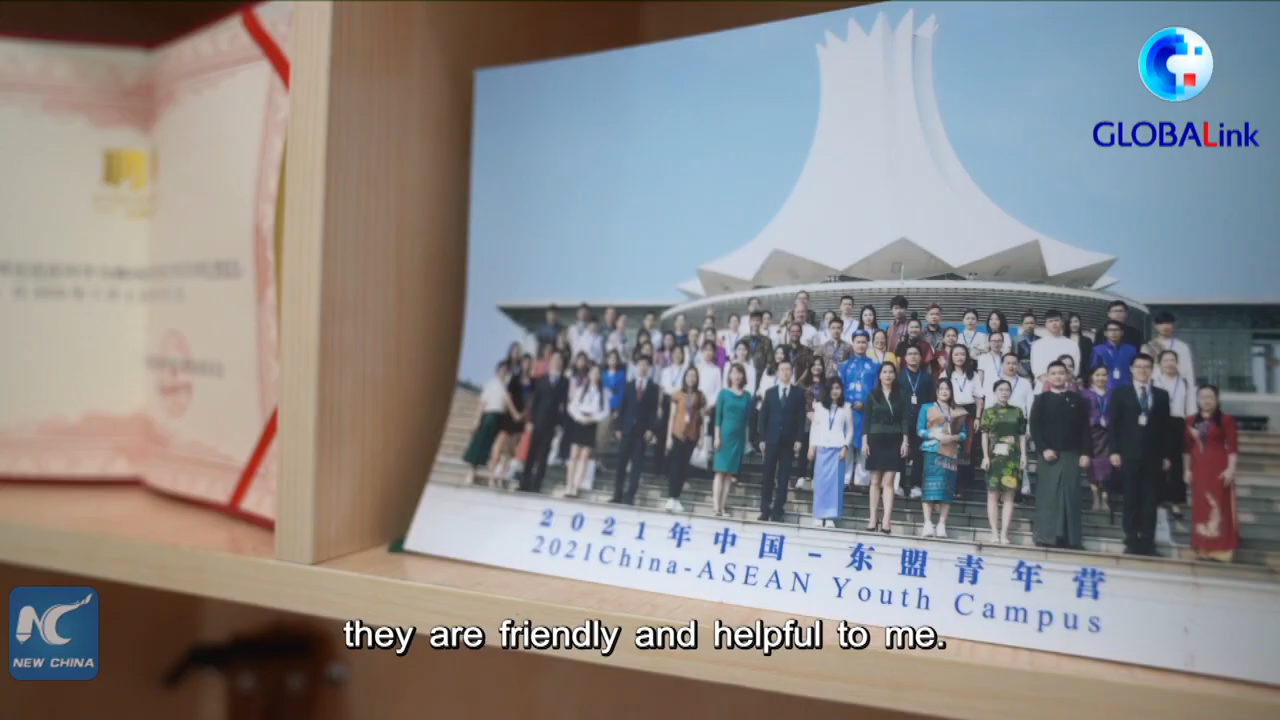 GLOBALink
2021年中国-东盟青年营
2021China-ASEAN Youth Campus
they are friendly and helpful to me.
NC
NEW CHINA